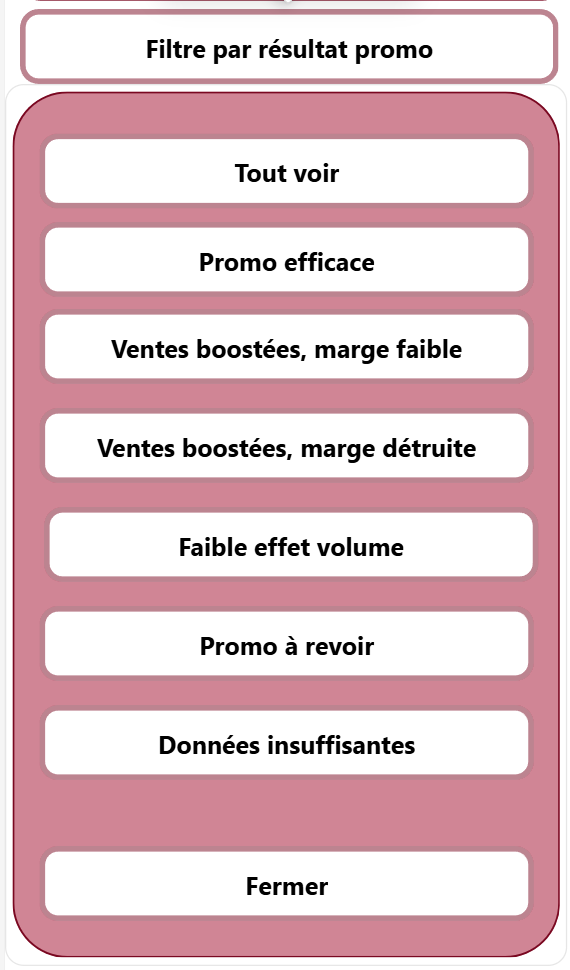 Filtre par résultat promo
Tout voir
Promo efficace
Ventes boostées, marge faible
Ventes boostées, marge détruite
Faible effet volume
Promo à revoir
Données insuffisantes
Fermer